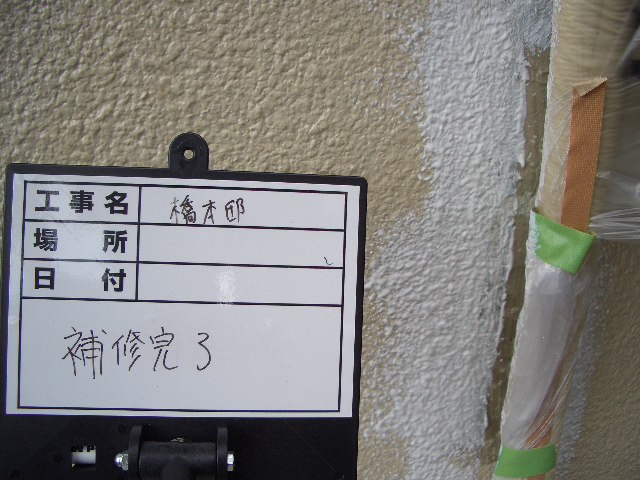 工事名 橋本邸
場所
日付
補修完了